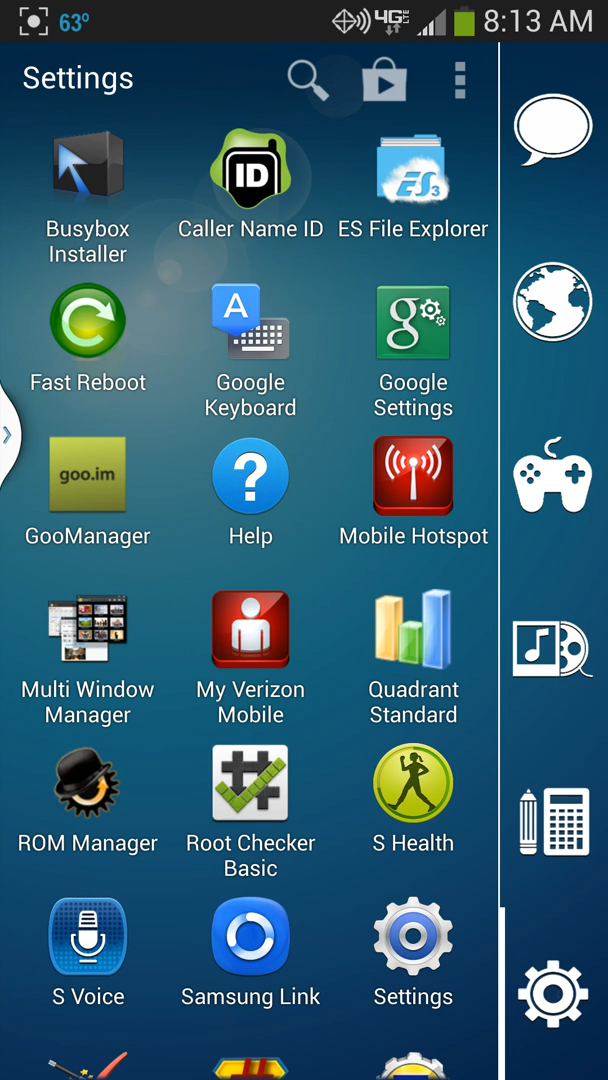 63° 4G LTE 8:13 AM
Settings
Busybox Installer
ID
Caller Name ID
ES3
ES File Explorer
Fast Reboot
A
Google Keyboard
g
Google Settings
goo.im
GooManager
?
Help
Mobile Hotspot
Multi Window Manager
My Verizon Mobile
Quadrant Standard
ROM Manager
Root Checker Basic
S Health
S Voice
Samsung Link
Settings